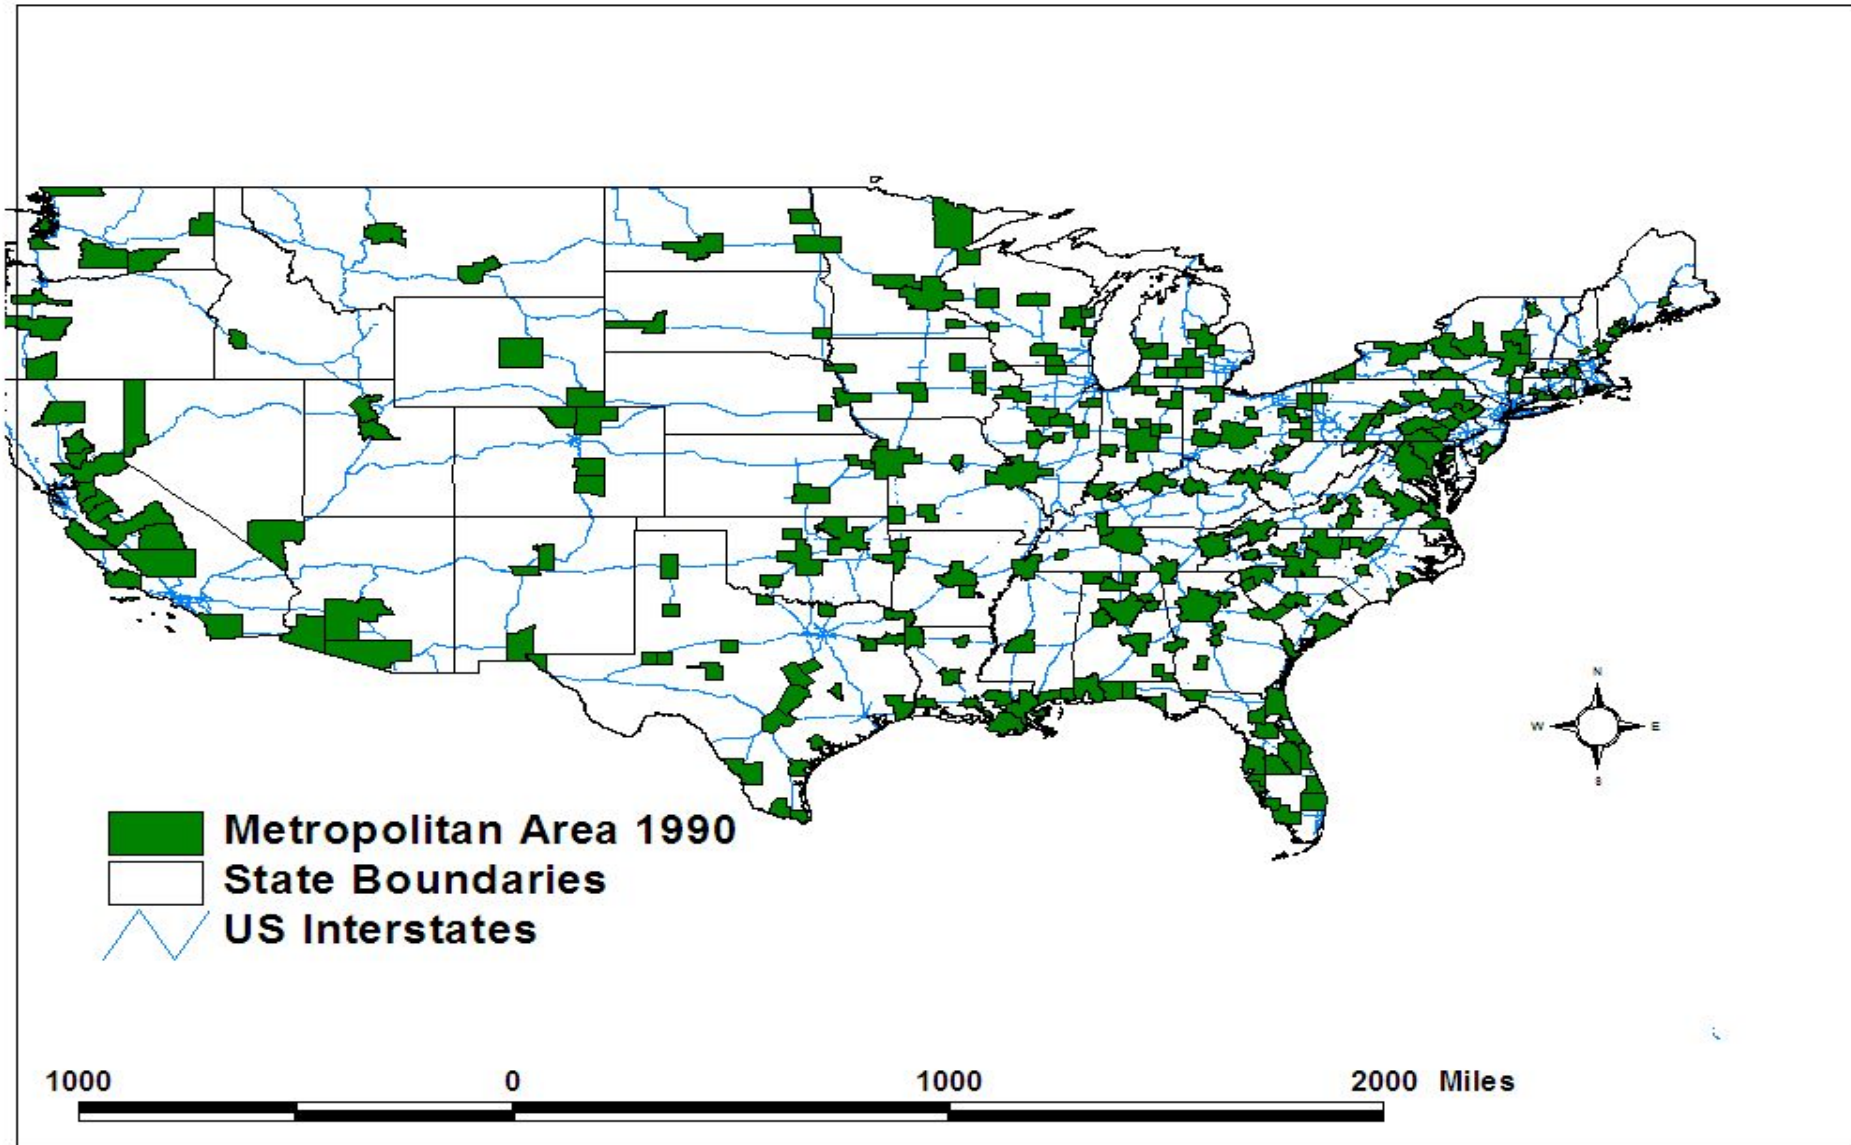 N
W E
S
Metropolitan Area 1990
State Boundaries
US Interstates
1000 0 1000 2000 Miles